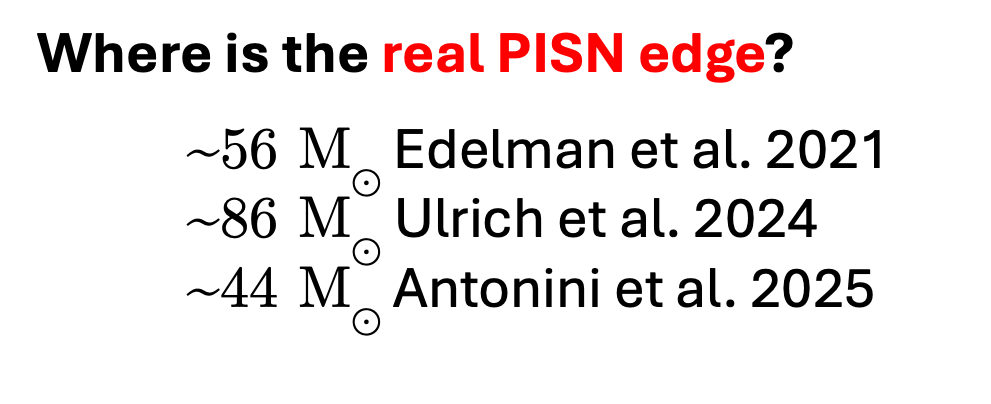 Where is the real PISN edge?
~56 M⊙ Edelman et al. 2021
~86 M⊙ Ulrich et al. 2024
~44 M⊙ Antonini et al. 2025